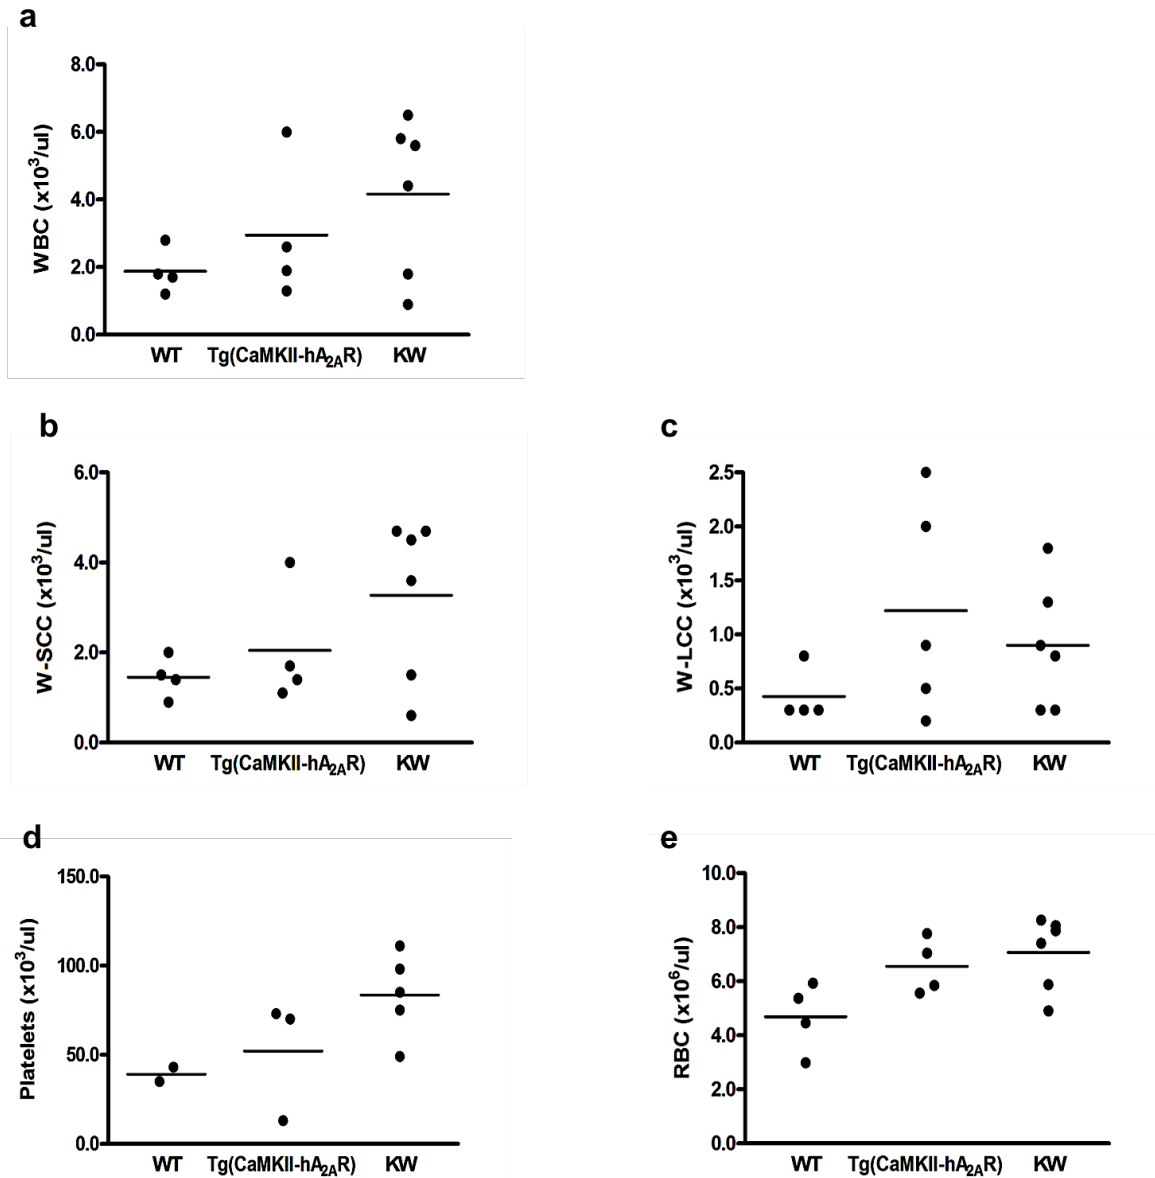 a
WBC (x10³/ul)
8.0
6.0
4.0
2.0
0.0
WT Tg(CaMKII-hA₂ₐR) KW
b
W-SCC (x10³/ul)
6.0
4.0
2.0
0.0
WT Tg(CaMKII-hA₂ₐR) KW
c
W-LCC (x10³/ul)
2.5
2.0
1.5
1.0
0.5
0.0
WT Tg(CaMKII-hA₂ₐR) KW
d
Platelets (x10³/ul)
150.0
100.0
50.0
0.0
WT Tg(CaMKII-hA₂ₐR) KW
e
RBC (x10⁶/ul)
10.0
8.0
6.0
4.0
2.0
0.0
WT Tg(CaMKII-hA₂ₐR) KW